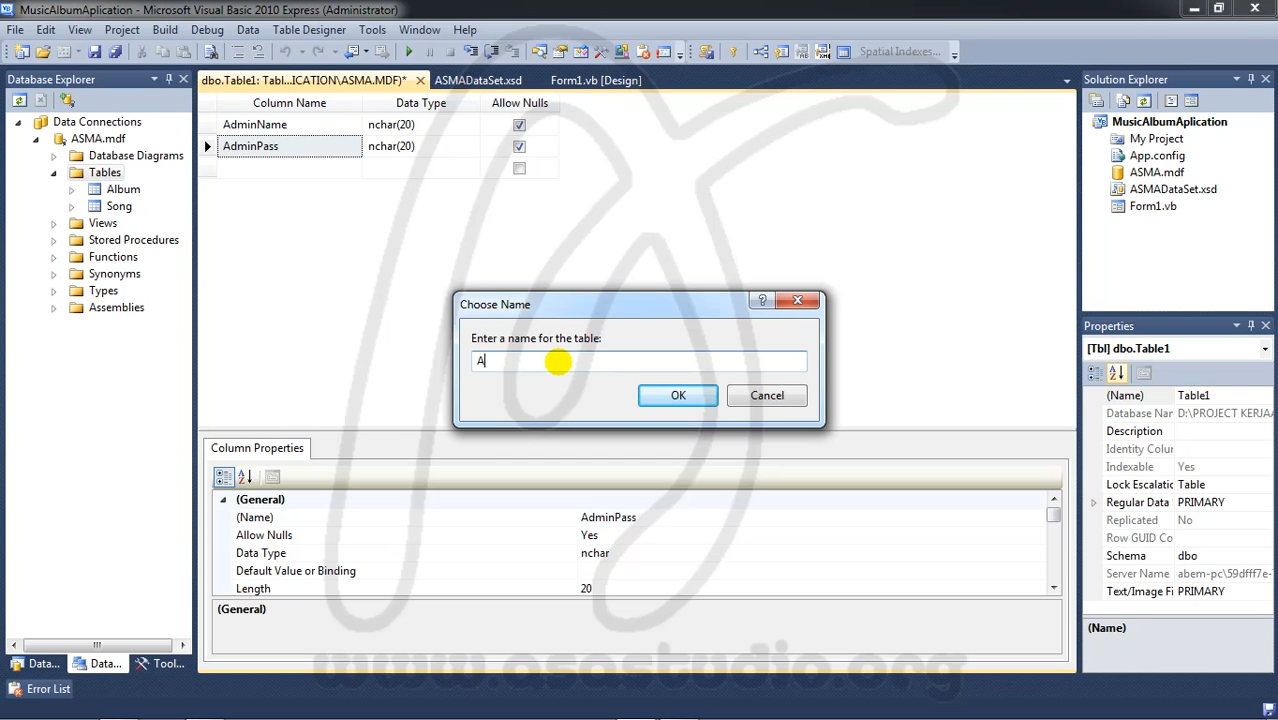 MusicAlbumAplication - Microsoft Visual Basic 2010 Express (Administrator)
File Edit View Project Build Debug Data Table Designer Tools Window Help
Spatial Indexes...
Database Explorer
Data Connections
ASMA.mdf
Database Diagrams
Tables
Album
Song
Views
Stored Procedures
Functions
Synonyms
Types
Assemblies
Data... Data... Tool...
Error List
dbo.Table1: Tabl...ICATION\ASMA.MDF)* ASMADataSet.xsd Form1.vb [Design]
Column Name Data Type Allow Nulls
AdminName nchar(20)
AdminPass nchar(20)
Choose Name
Enter a name for the table:
A
OK Cancel
Column Properties
(General)
(Name) AdminPass
Allow Nulls Yes
Data Type nchar
Default Value or Binding
Length 20
(General)
Solution Explorer
MusicAlbumAplication
My Project
App.config
ASMA.mdf
ASMADataSet.xsd
Form1.vb
Properties
[Tbl] dbo.Table1
(Name) Table1
Database Nar D:\PROJECT KERJA
Description
Identity Colu
Indexable Yes
Lock Escalatio Table
Regular Data PRIMARY
Replicated No
Row GUID Co
Schema dbo
Server Name abem-pc\59dfff7e-
Text/Image Fi PRIMARY
(Name)
www.asastudio.org